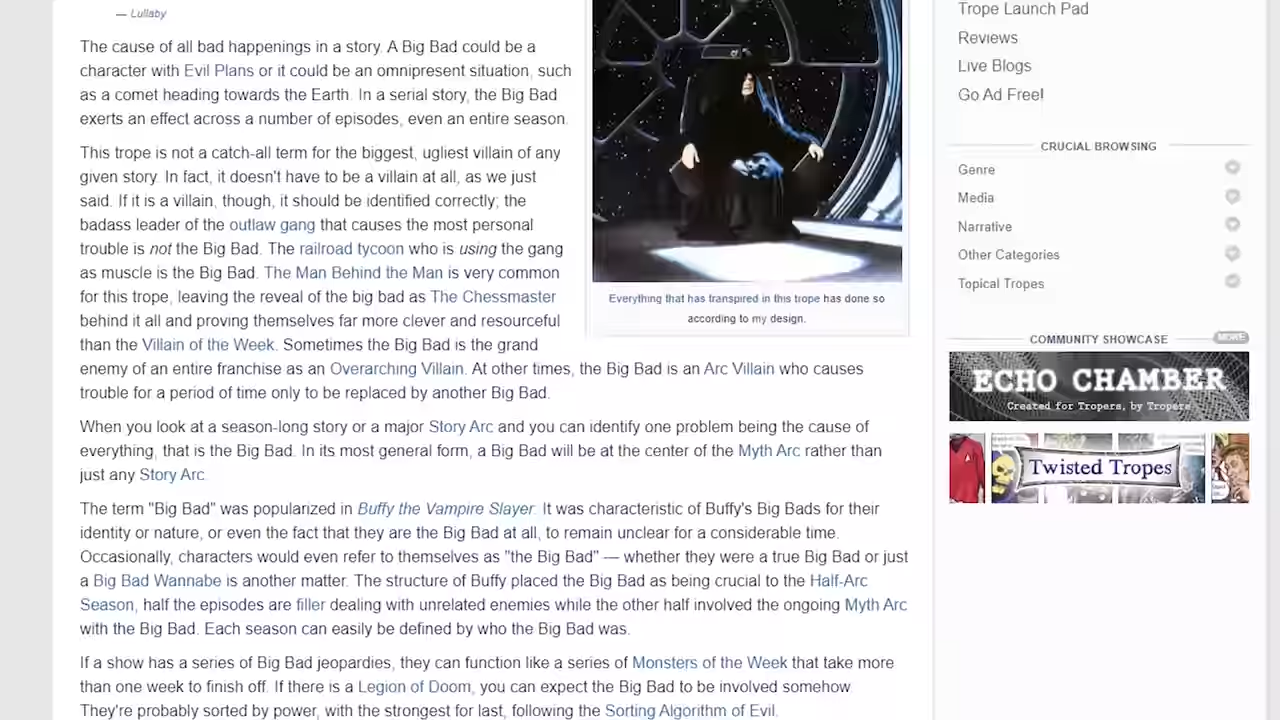 — Lullaby
The cause of all bad happenings in a story. A Big Bad could be a
character with Evil Plans or it could be an omnipresent situation, such
as a comet heading towards the Earth. In a serial story, the Big Bad
exerts an effect across a number of episodes, even an entire season.
This trope is not a catch-all term for the biggest, ugliest villain of any
given story. In fact, it doesn't have to be a villain at all, as we just
said. If it is a villain, though, it should be identified correctly; the
badass leader of the outlaw gang that causes the most personal
trouble is not the Big Bad. The railroad tycoon who is using the gang
as muscle is the Big Bad. The Man Behind the Man is very common
for this trope, leaving the reveal of the big bad as The Chessmaster
behind it all and proving themselves far more clever and resourceful
than the Villain of the Week. Sometimes the Big Bad is the grand
enemy of an entire franchise as an Overarching Villain. At other times, the Big Bad is an Arc Villain who causes
trouble for a period of time only to be replaced by another Big Bad.
When you look at a season-long story or a major Story Arc and you can identify one problem being the cause of
everything, that is the Big Bad. In its most general form, a Big Bad will be at the center of the Myth Arc rather than
just any Story Arc.
The term "Big Bad" was popularized in Buffy the Vampire Slayer. It was characteristic of Buffy's Big Bads for their
identity or nature, or even the fact that they are the Big Bad at all, to remain unclear for a considerable time.
Occasionally, characters would even refer to themselves as "the Big Bad" — whether they were a true Big Bad or just
a Big Bad Wannabe is another matter. The structure of Buffy placed the Big Bad as being crucial to the Half-Arc
Season, half the episodes are filler dealing with unrelated enemies while the other half involved the ongoing Myth Arc
with the Big Bad. Each season can easily be defined by who the Big Bad was.
If a show has a series of Big Bad jeopardies, they can function like a series of Monsters of the Week that take more
than one week to finish off. If there is a Legion of Doom, you can expect the Big Bad to be involved somehow.
They're probably sorted by power, with the strongest for last, following the Sorting Algorithm of Evil.
Everything that has transpired in this trope has done so
according to my design.
Trope Launch Pad
Reviews
Live Blogs
Go Ad Free!
CRUCIAL BROWSING
Genre
Media
Narrative
Other Categories
Topical Tropes
COMMUNITY SHOWCASE
MORE
ECHO CHAMBER
Created for Tropers, by Tropers
Twisted Tropes